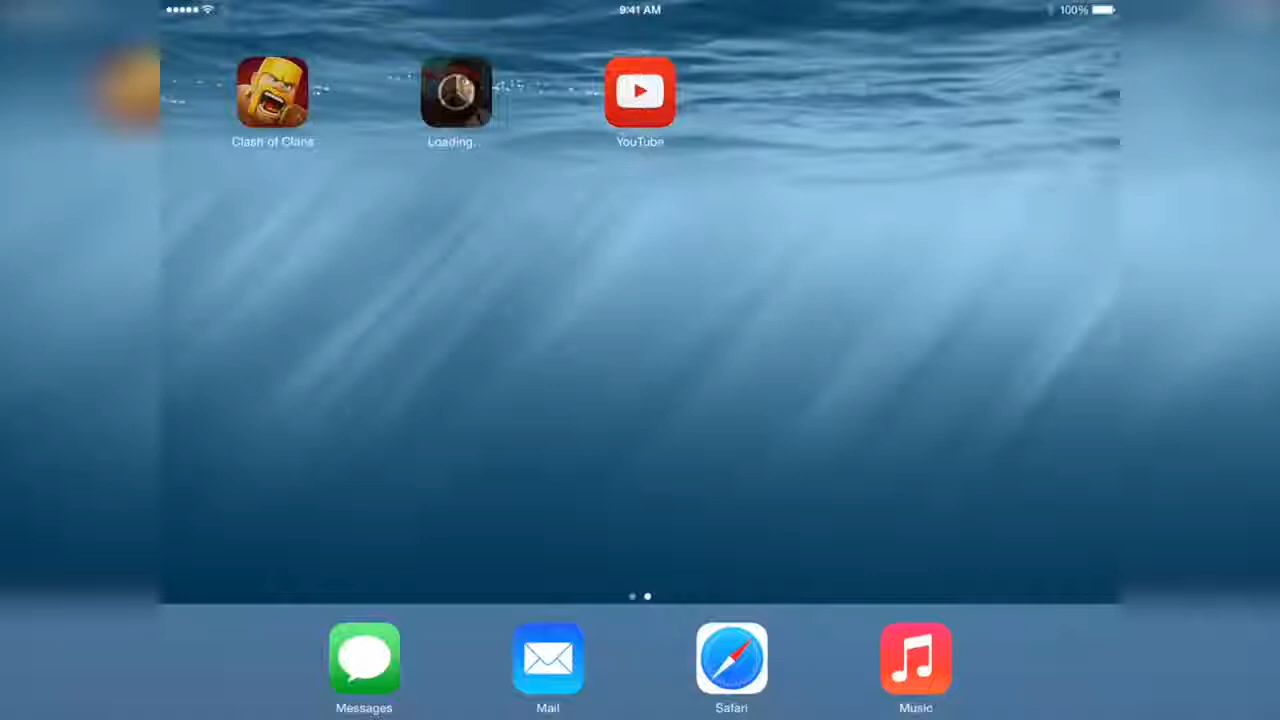 9:41 AM
100%
Clash of Clans
Loading...
YouTube
Messages
Mail
Safari
Music